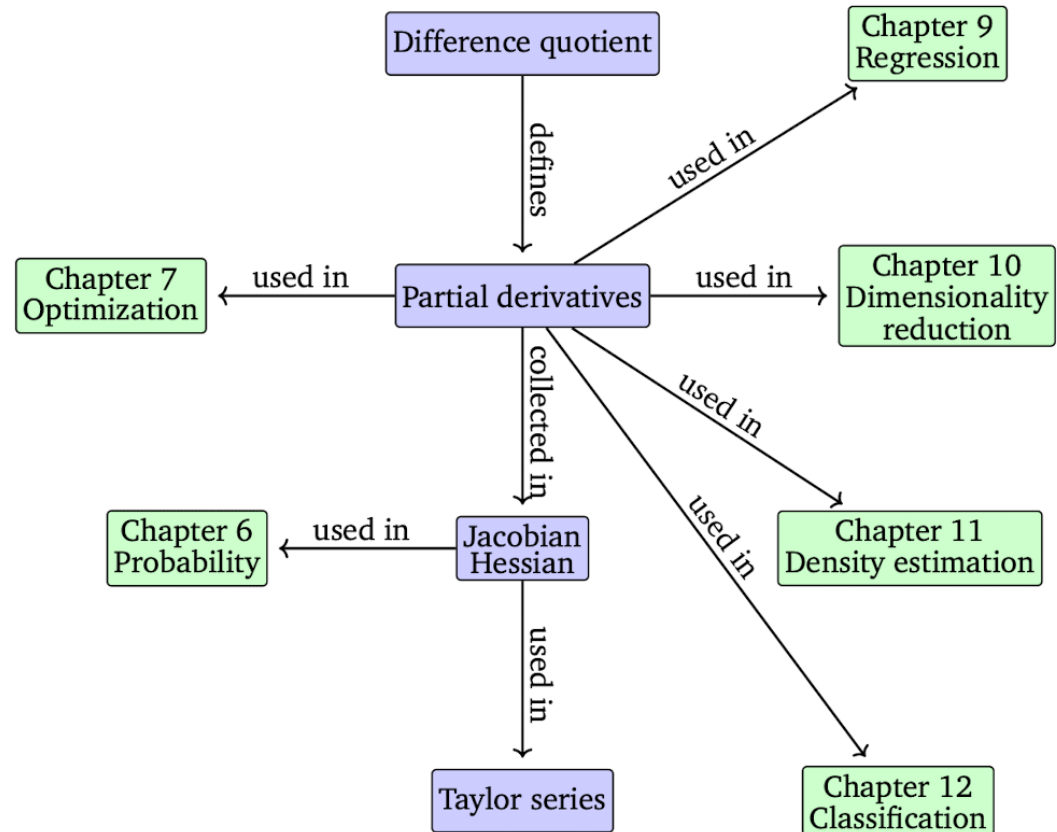 Difference quotient
Chapter 9
Regression
defines
used in
Chapter 7
Optimization
used in
Partial derivatives
used in
Chapter 10
Dimensionality
reduction
collected in
used in
used in
Chapter 6
Probability
used in
Jacobian
Hessian
Chapter 11
Density estimation
used in
Taylor series
Chapter 12
Classification